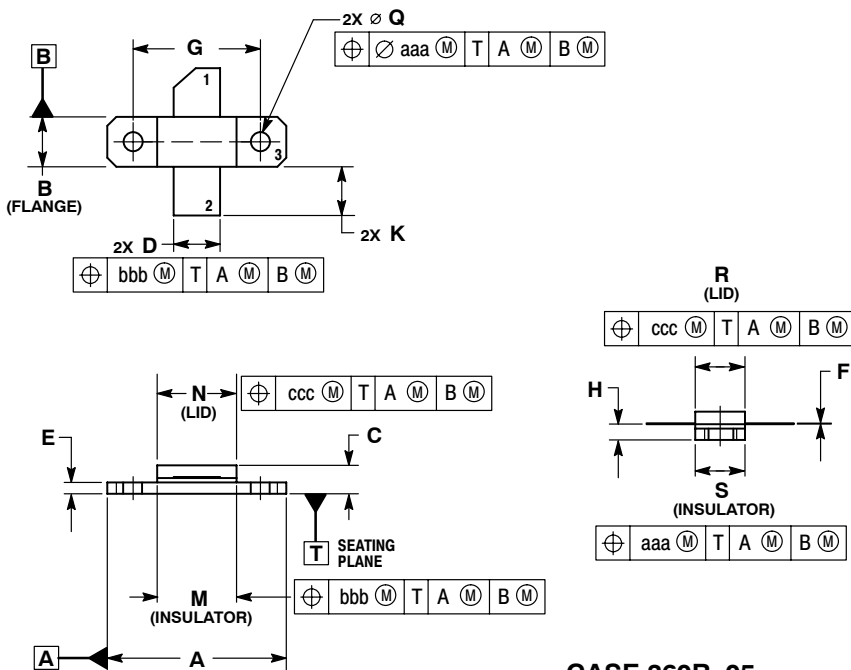 2X ⌀ Q
⌖ ⌀ aaa Ⓜ T A Ⓜ B Ⓜ
G
B
1
3
B
(FLANGE)
2
2X K
2X D
⌖ bbb Ⓜ T A Ⓜ B Ⓜ
R
(LID)
⌖ ccc Ⓜ T A Ⓜ B Ⓜ
N
(LID)
⌖ ccc Ⓜ T A Ⓜ B Ⓜ
F
H
E
C
S
(INSULATOR)
⌖ aaa Ⓜ T A Ⓜ B Ⓜ
T SEATING
PLANE
M
(INSULATOR)
⌖ bbb Ⓜ T A Ⓜ B Ⓜ
A
A